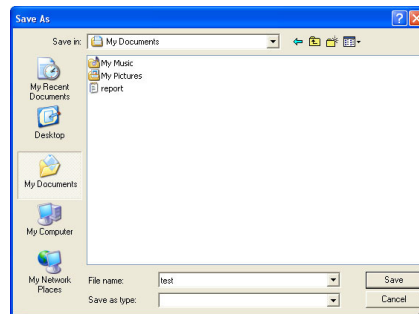 Save As
Save in: My Documents
My Recent
Documents
Desktop
My Documents
My Computer
My Network
Places
My Music
My Pictures
report
File name: test Save
Save as type: Cancel